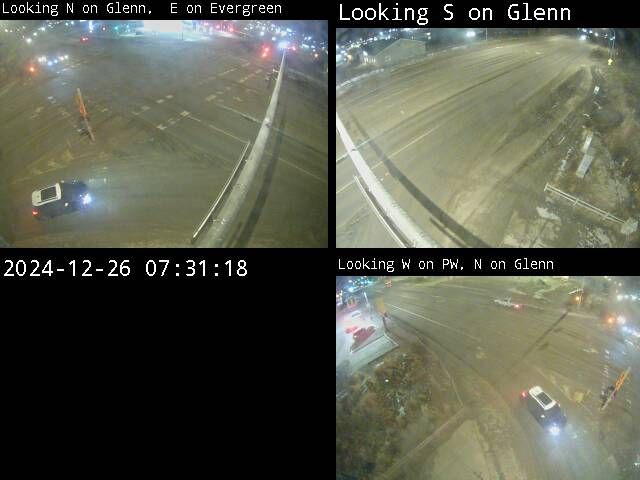 Looking N on Glenn, E on Evergreen
Looking S on Glenn
2024-12-26 07:31:18
Looking W on PW, N on Glenn